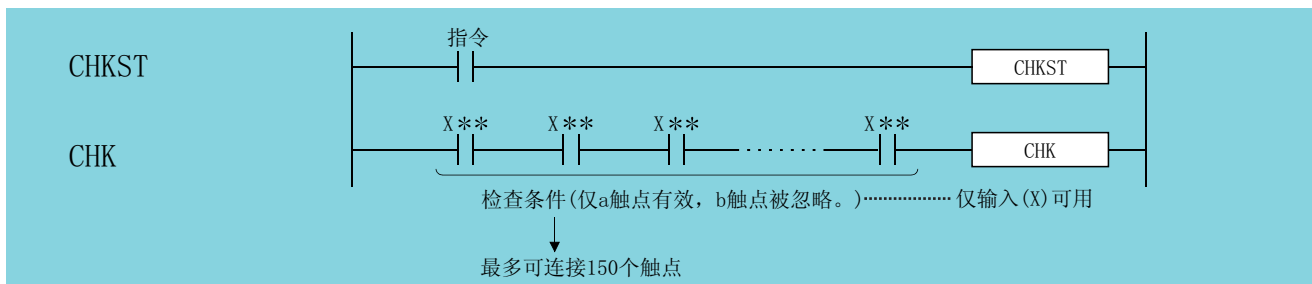 指令
CHKST
CHKST
X** X** X** X**
CHK
CHK
检查条件(仅a触点有效，b触点被忽略。) 仅输入(X)可用
最多可连接150个触点